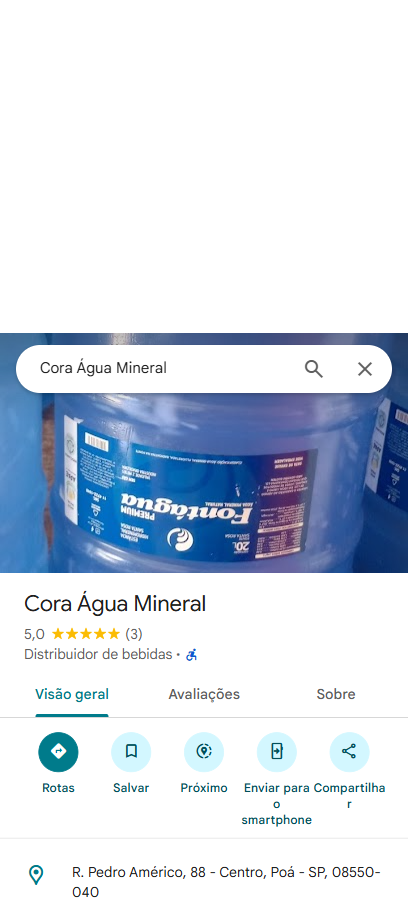 Cora Água Mineral
Fontágua
PREMIUM
20L
Cora Água Mineral
5,0 (3)
Distribuidor de bebidas •
Visão geral
Avaliações
Sobre
Rotas
Salvar
Próximo
Enviar para
o
smartphone
Compartilha
r
R. Pedro Américo, 88 - Centro, Poá - SP, 08550-
040